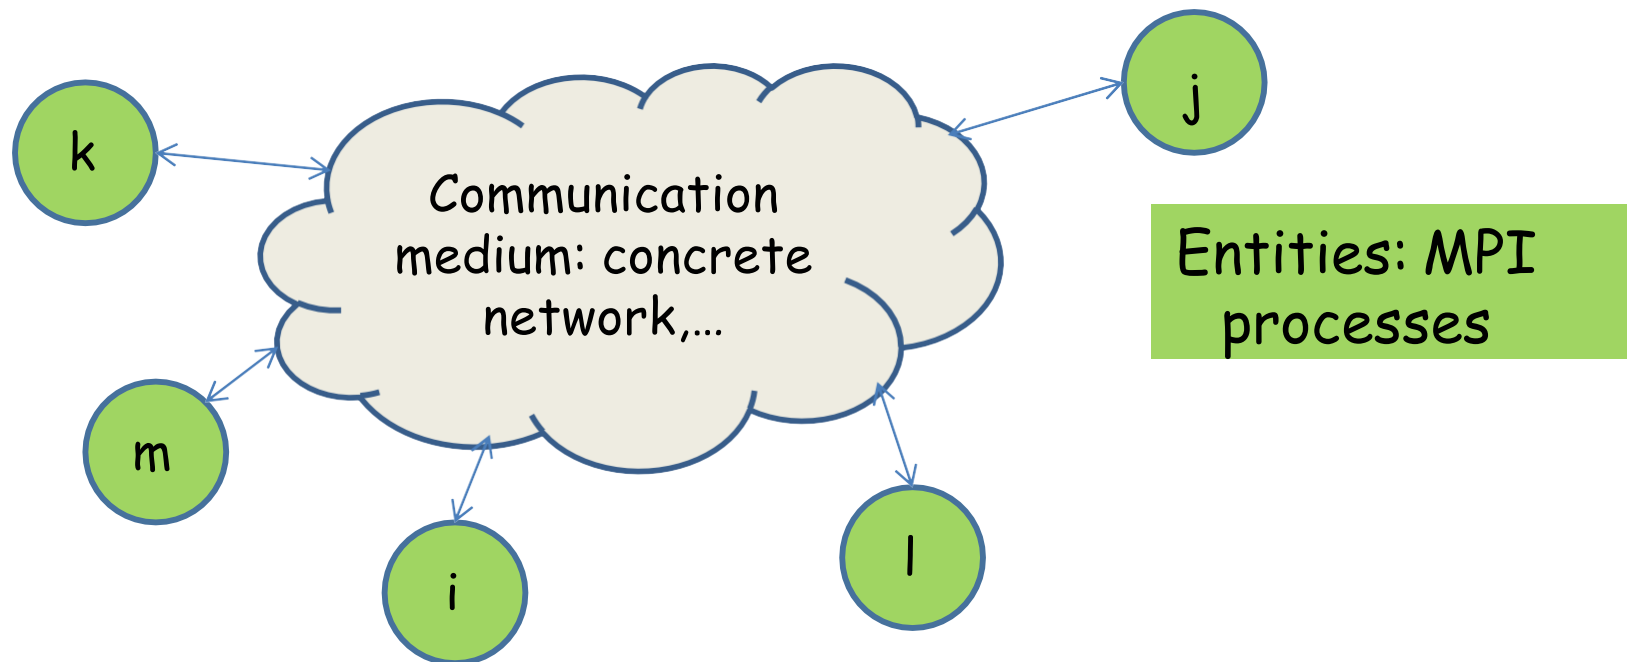 j
k
Communication
medium: concrete
network,...
Entities: MPI
processes
m
l
i